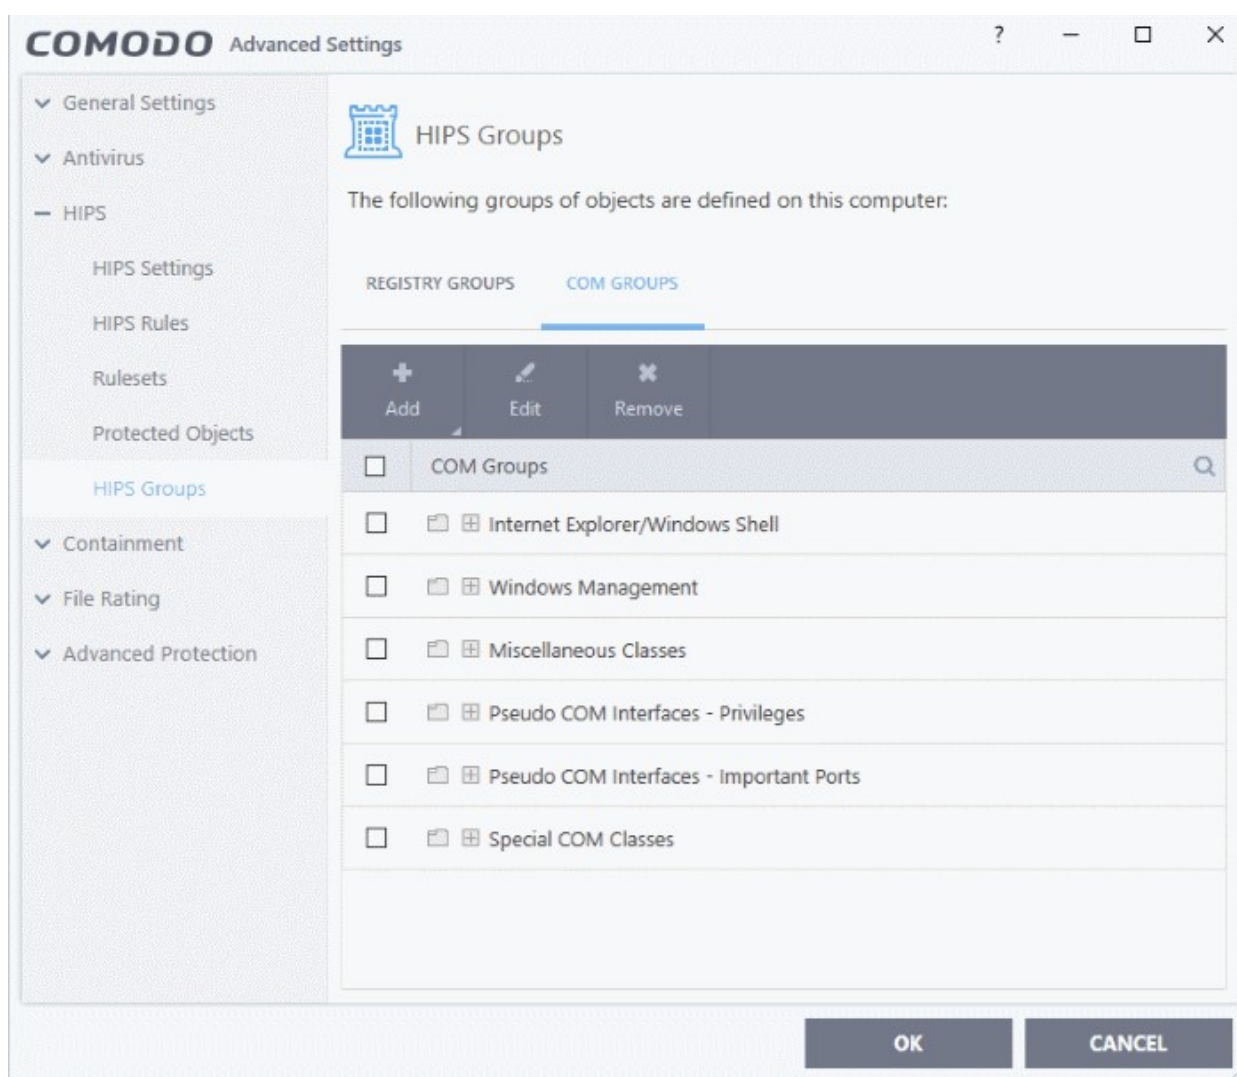 COMODO Advanced Settings ?
General Settings
Antivirus
HIPS
HIPS Settings
HIPS Rules
Rulesets
Protected Objects
HIPS Groups
Containment
File Rating
Advanced Protection
HIPS Groups
The following groups of objects are defined on this computer:
REGISTRY GROUPS COM GROUPS
Add Edit Remove
COM Groups
Internet Explorer/Windows Shell
Windows Management
Miscellaneous Classes
Pseudo COM Interfaces - Privileges
Pseudo COM Interfaces - Important Ports
Special COM Classes
OK CANCEL